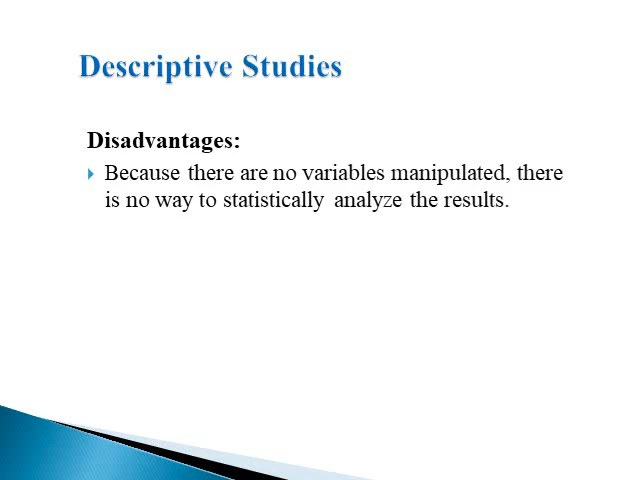 Descriptive Studies
Disadvantages:
Because there are no variables manipulated, there
is no way to statistically analyze the results.